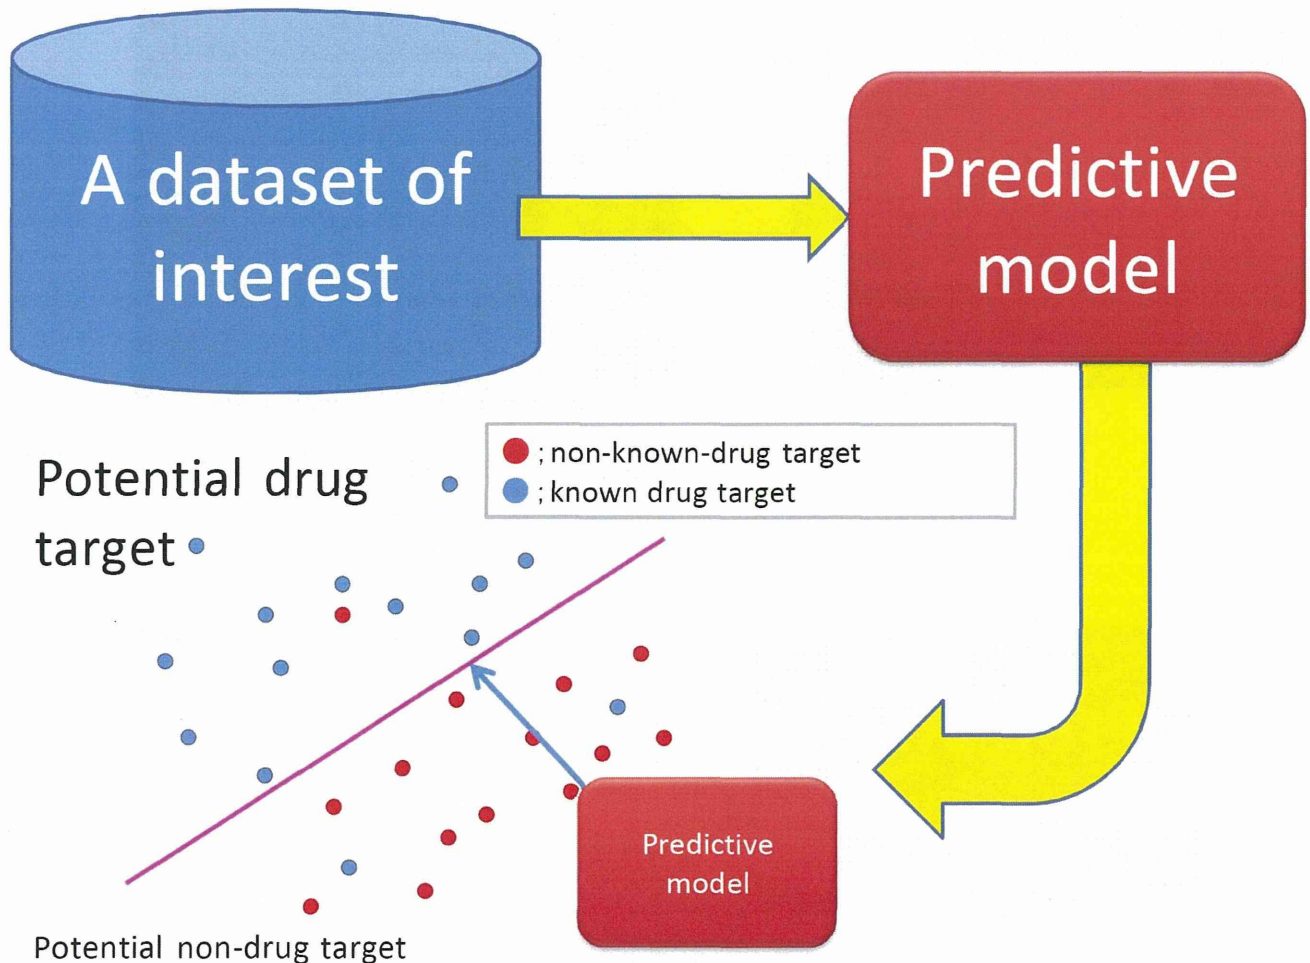 A dataset of
interest
Predictive
model
; non-known-drug target
; known drug target
Potential drug
target
Predictive
model
Potential non-drug target